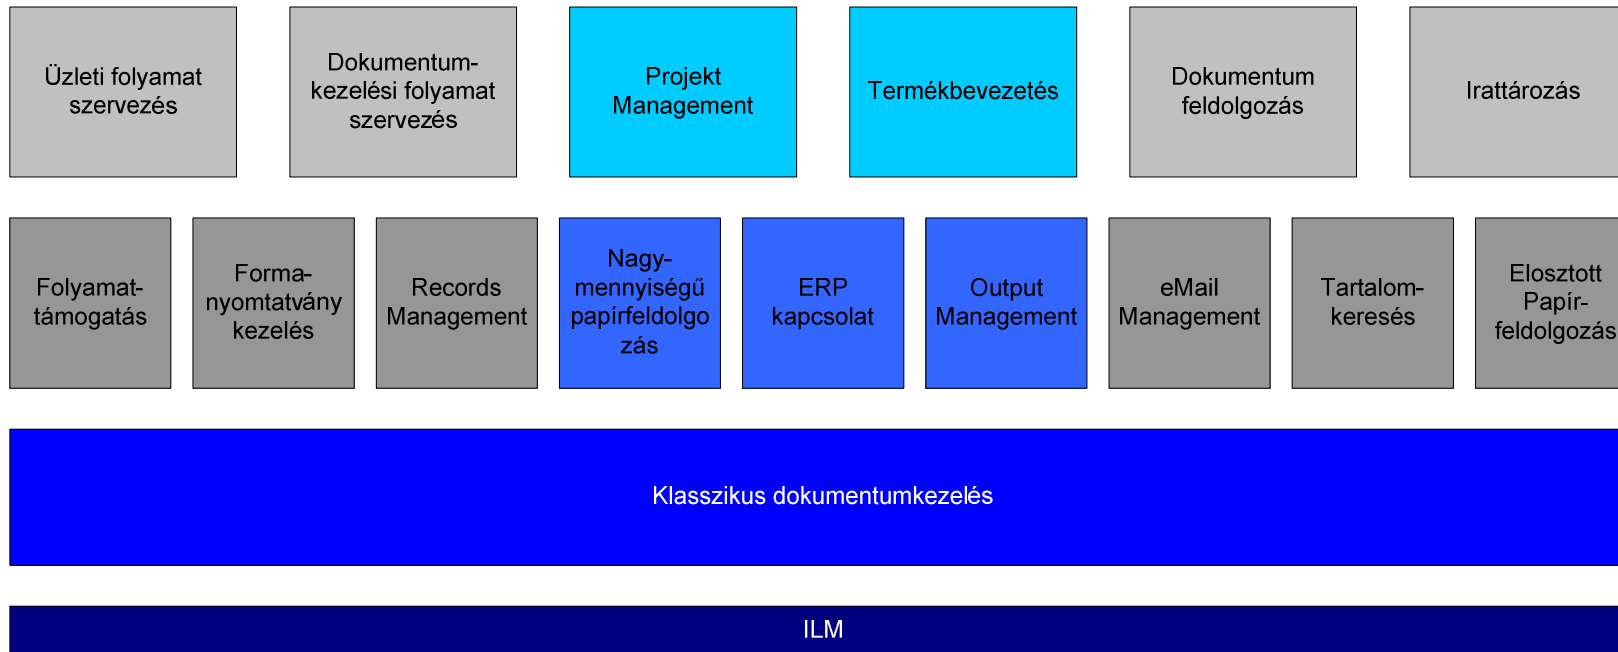 Üzleti folyamat
szervezés
Dokumentum-
kezelési folyamat
szervezés
Projekt
Management
Termékbevezetés
Dokumentum
feldolgozás
Irattározás
Folyamat-
támogatás
Forma-
nyomtatvány
kezelés
Records
Management
Nagy-
mennyiségű
papírfeldolgo
zás
ERP
kapcsolat
Output
Management
eMail
Management
Tartalom-
keresés
Elosztott
Papír-
feldolgozás
Klasszikus dokumentumkezelés
ILM